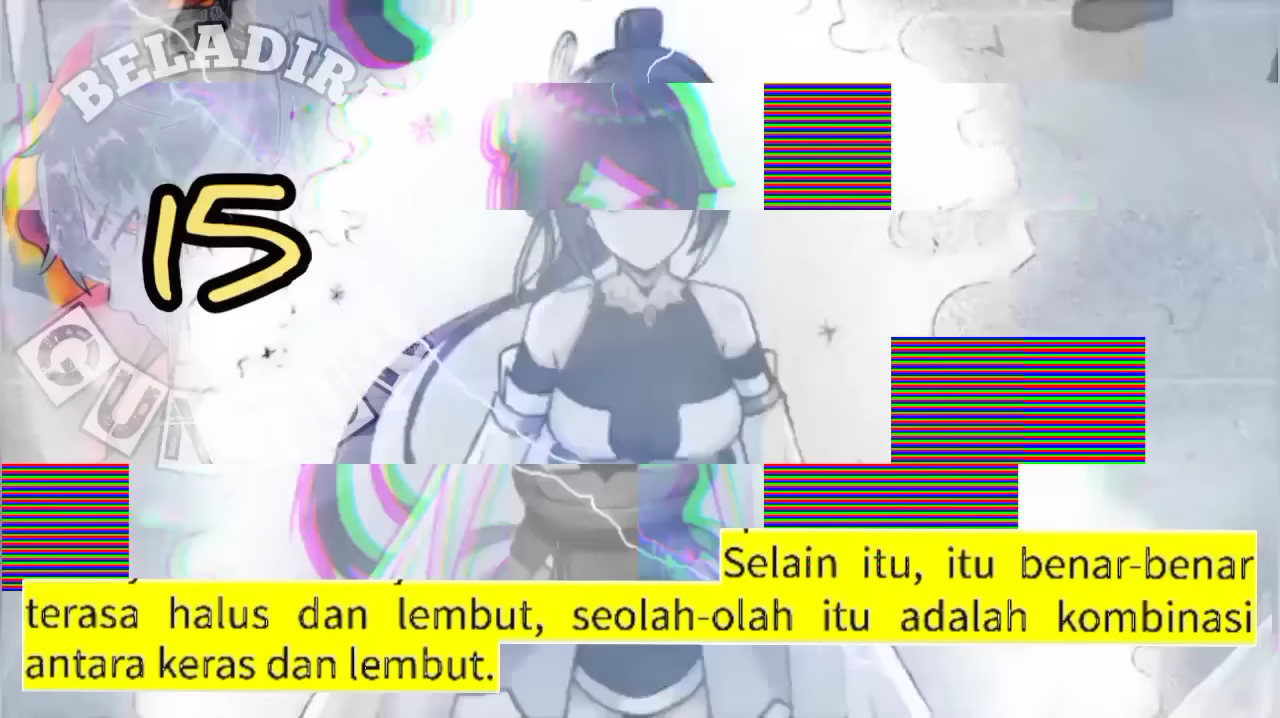 BELADIRI
15
QU
Selain itu, itu benar-benar
terasa halus dan lembut, seolah-olah itu adalah kombinasi
antara keras dan lembut.